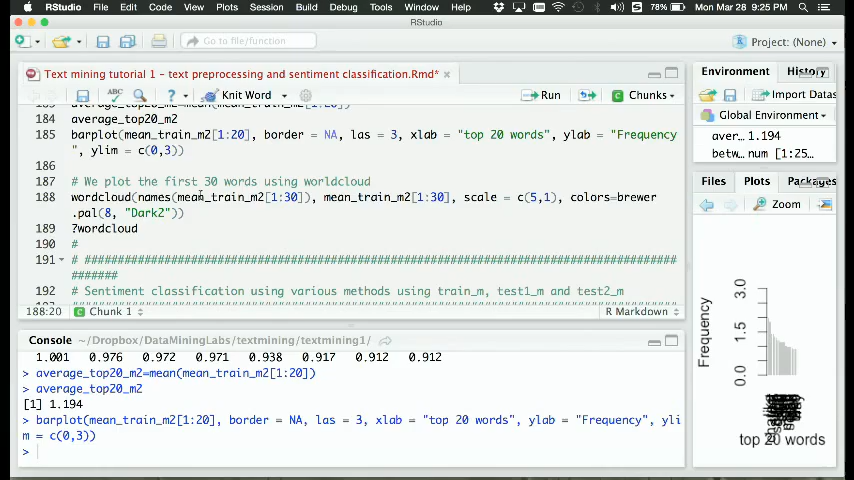 RStudio File Edit Code View Plots Session Build Debug Tools Window Help 78% Mon Mar 28 9:25 PM
RStudio
Go to file/function Project: (None)
Text mining tutorial 1 - text preprocessing and sentiment classification.Rmd* ×
ABC Knit Word Run Chunks
183 average_top20_m2=mean(mean_train_m2[1:20])
184 average_top20_m2
185 barplot(mean_train_m2[1:20], border = NA, las = 3, xlab = "top 20 words", ylab = "Frequency
", ylim = c(0,3))
186
187 # We plot the first 30 words using worldcloud
188 wordcloud(names(mean_train_m2[1:30]), mean_train_m2[1:30], scale = c(5,1), colors=brewer
.pal(8, "Dark2"))
189 ?wordcloud
190 #
191 # #####################################################################################
#######
192 # Sentiment classification using various methods using train_m, test1_m and test2_m
188:20 Chunk 1 R Markdown
Console ~/Dropbox/DataMiningLabs/textmining/textmining1/
1.001 0.976 0.972 0.971 0.938 0.917 0.912 0.912
> average_top20_m2=mean(mean_train_m2[1:20])
> average_top20_m2
[1] 1.194
> barplot(mean_train_m2[1:20], border = NA, las = 3, xlab = "top 20 words", ylab = "Frequency", yli
m = c(0,3))
>
Environment History
Import Datas
Global Environment
aver… 1.194
betw… num [1:25…
Files Plots Packages
Zoom
Frequency
0.0 1.5 3.0
top 20 words